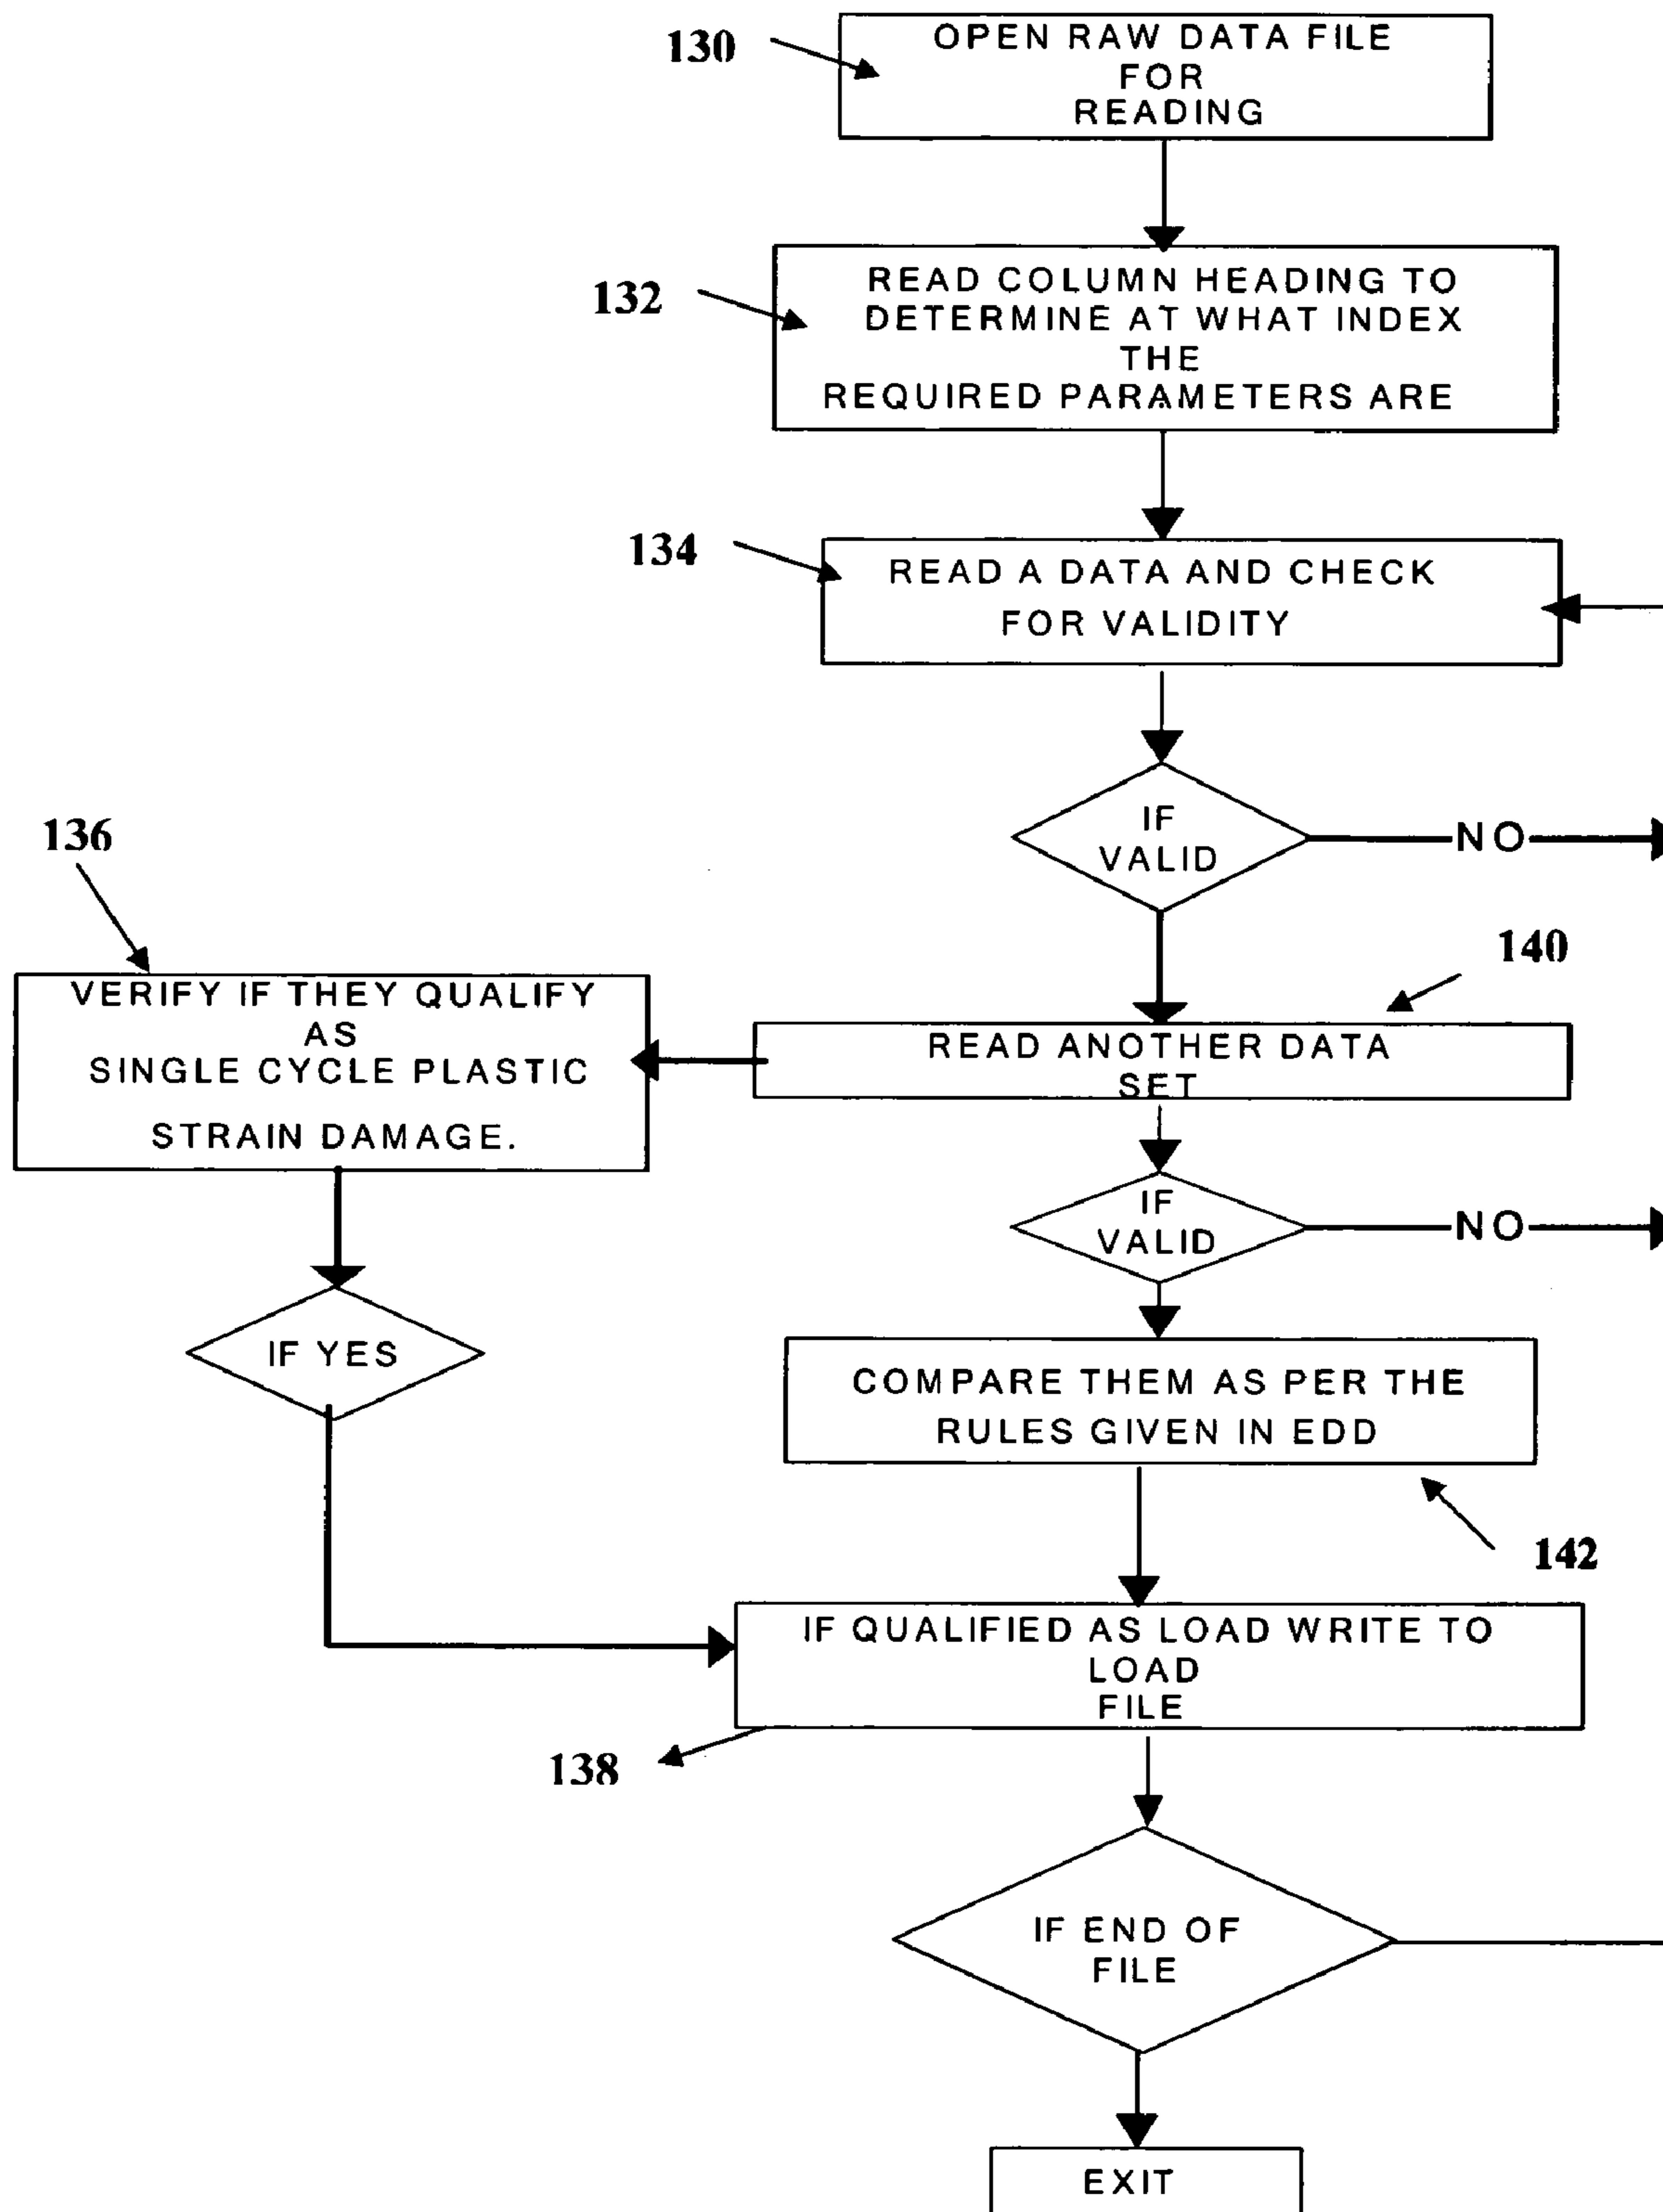 130
OPEN RAW DATA FILE
FOR
READING
132
READ COLUMN HEADING TO
DETERMINE AT WHAT INDEX
THE
REQUIRED PARAMETERS ARE
134
READ A DATA AND CHECK
FOR VALIDITY
IF
VALID
NO
136
VERIFY IF THEY QUALIFY
AS
SINGLE CYCLE PLASTIC
STRAIN DAMAGE.
140
READ ANOTHER DATA
SET
IF
VALID
NO
IF YES
COMPARE THEM AS PER THE
RULES GIVEN IN EDD
142
IF QUALIFIED AS LOAD WRITE TO
LOAD
FILE
138
IF END OF
FILE
EXIT